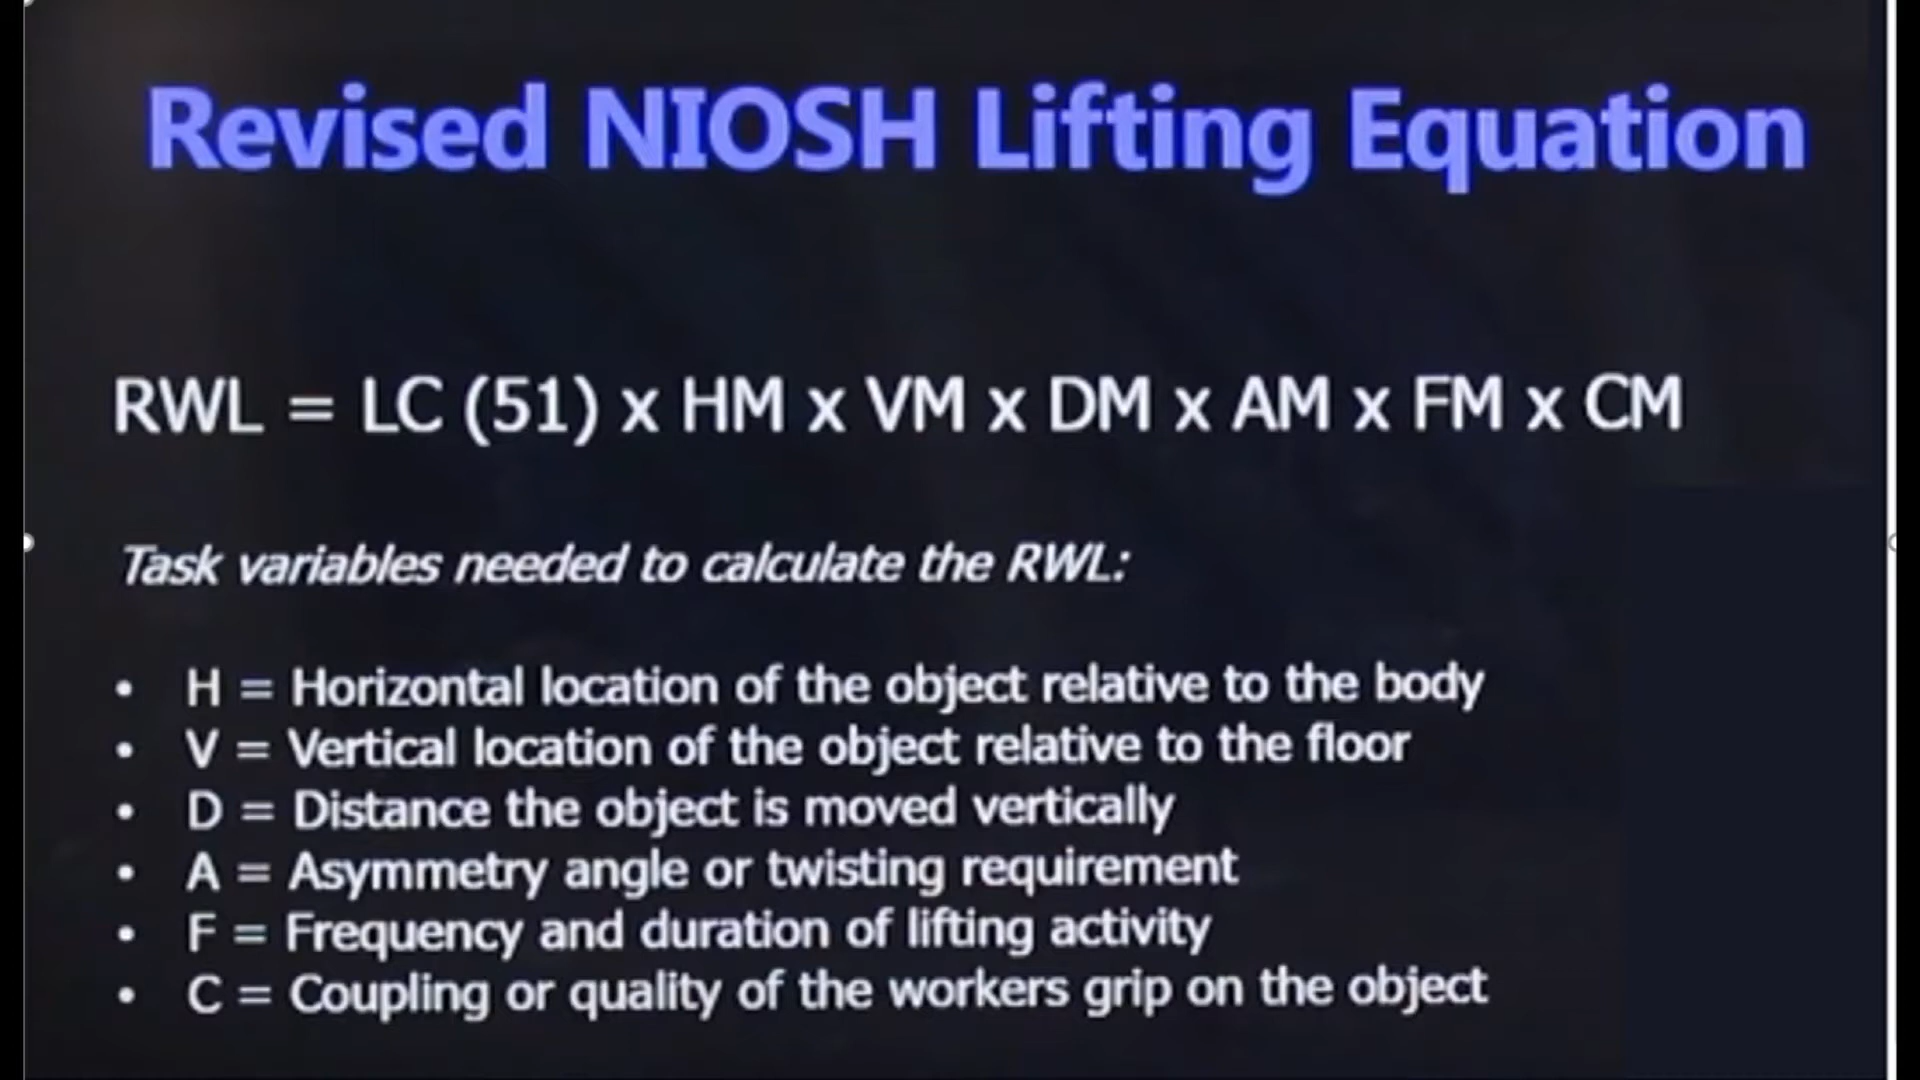 Revised NIOSH Lifting Equation
RWL = LC (51) x HM x VM x DM x AM x FM x CM
Task variables needed to calculate the RWL:
• H = Horizontal location of the object relative to the body
• V = Vertical location of the object relative to the floor
• D = Distance the object is moved vertically
• A = Asymmetry angle or twisting requirement
• F = Frequency and duration of lifting activity
• C = Coupling or quality of the workers grip on the object